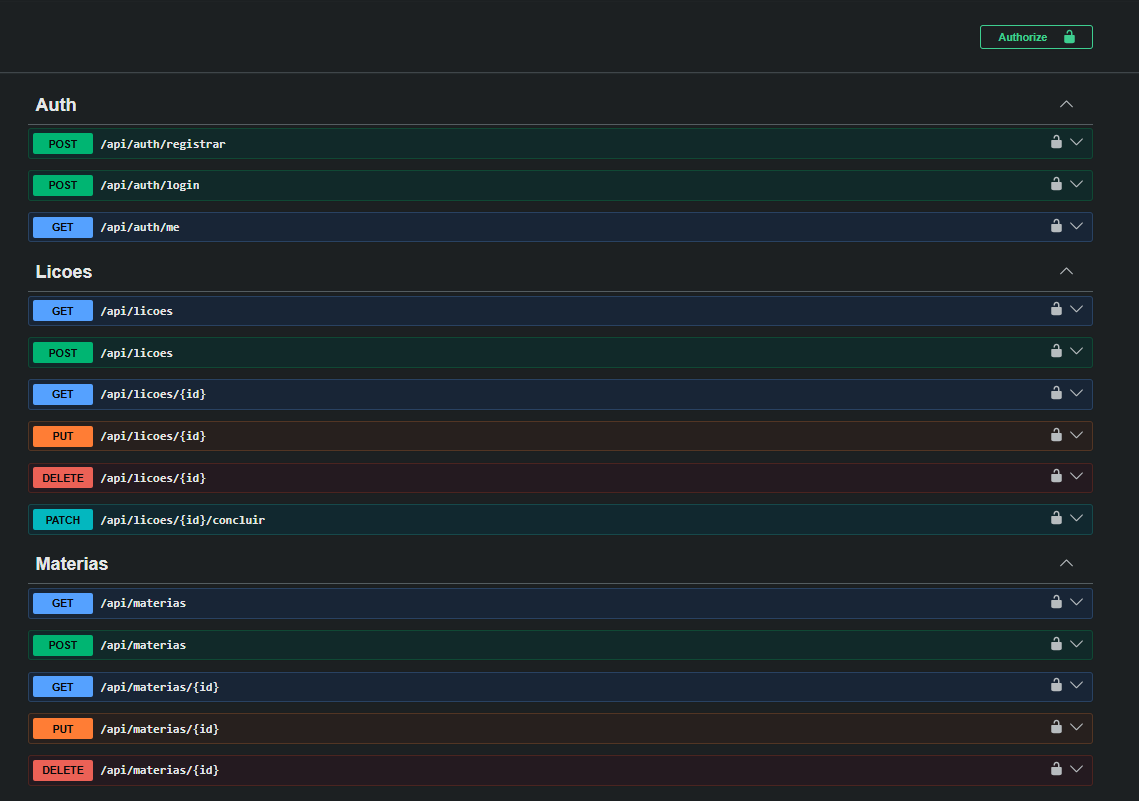 Authorize
Auth
POST /api/auth/registrar
POST /api/auth/login
GET /api/auth/me
Licoes
GET /api/licoes
POST /api/licoes
GET /api/licoes/{id}
PUT /api/licoes/{id}
DELETE /api/licoes/{id}
PATCH /api/licoes/{id}/concluir
Materias
GET /api/materias
POST /api/materias
GET /api/materias/{id}
PUT /api/materias/{id}
DELETE /api/materias/{id}